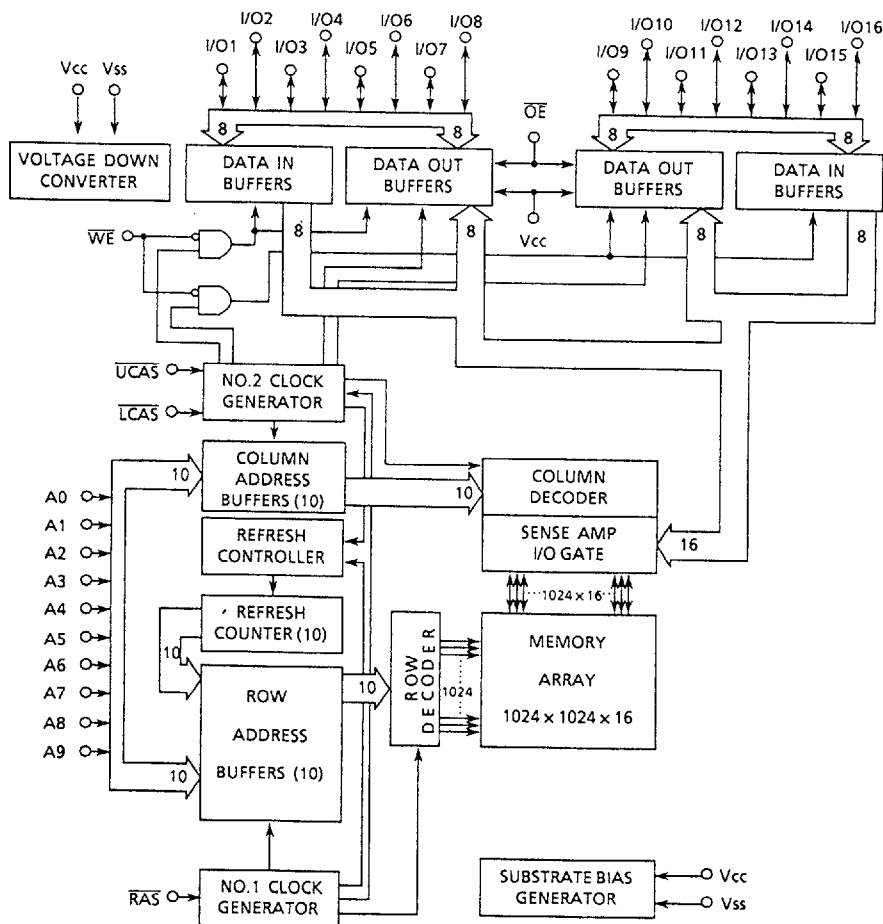 I/O2 I/O4 I/O6 I/O8
I/O1 I/O3 I/O5 I/O7
I/O10 I/O12 I/O14 I/O16
I/O9 I/O11 I/O13 I/O15
Vcc Vss
8 8
OE
8 8
VOLTAGE DOWN
CONVERTER
DATA IN
BUFFERS
DATA OUT
BUFFERS
DATA OUT
BUFFERS
DATA IN
BUFFERS
Vcc
WE
8 8 8 8
UCAS
LCAS
NO.2 CLOCK
GENERATOR
10
COLUMN
ADDRESS
BUFFERS (10)
10
COLUMN
DECODER
SENSE AMP
I/O GATE
16
A0
A1
A2
A3
A4
A5
A6
A7
A8
A9
REFRESH
CONTROLLER
REFRESH
COUNTER (10)
10
ROW
ADDRESS
BUFFERS (10)
10
10
ROW
DECODER
1024
1024 × 16
MEMORY
ARRAY
1024 × 1024 × 16
RAS
NO.1 CLOCK
GENERATOR
SUBSTRATE BIAS
GENERATOR
Vcc
Vss